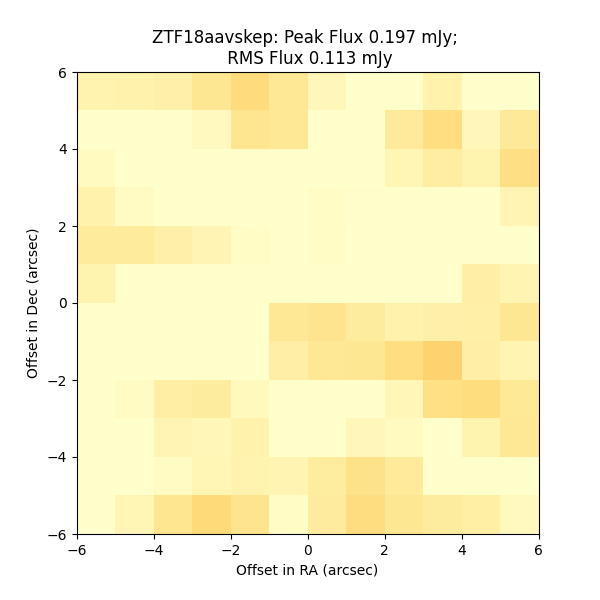 ZTF18aavskep: Peak Flux 0.197 mJy;
RMS Flux 0.113 mJy
6
4
2
0
−2
−4
−6
Offset in Dec (arcsec)
−6 −4 −2 0 2 4 6
Offset in RA (arcsec)